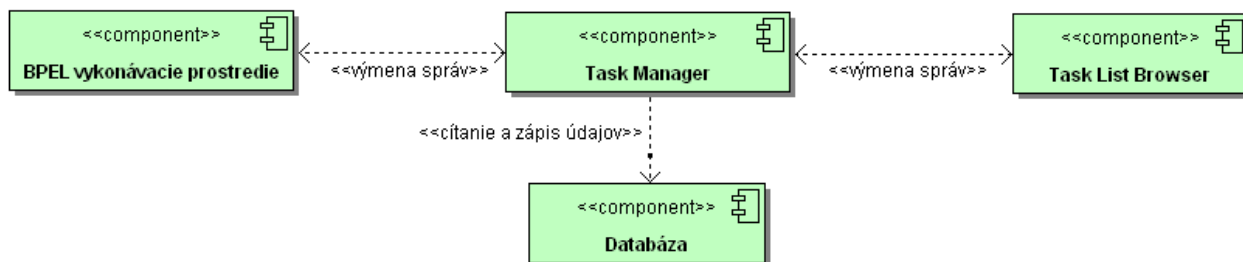 <<component>>
BPEL vykonávacie prostredie
<<výmena správ>>
<<component>>
Task Manager
<<výmena správ>>
<<component>>
Task List Browser
<<cítanie a zápis údajov>>
<<component>>
Databáza